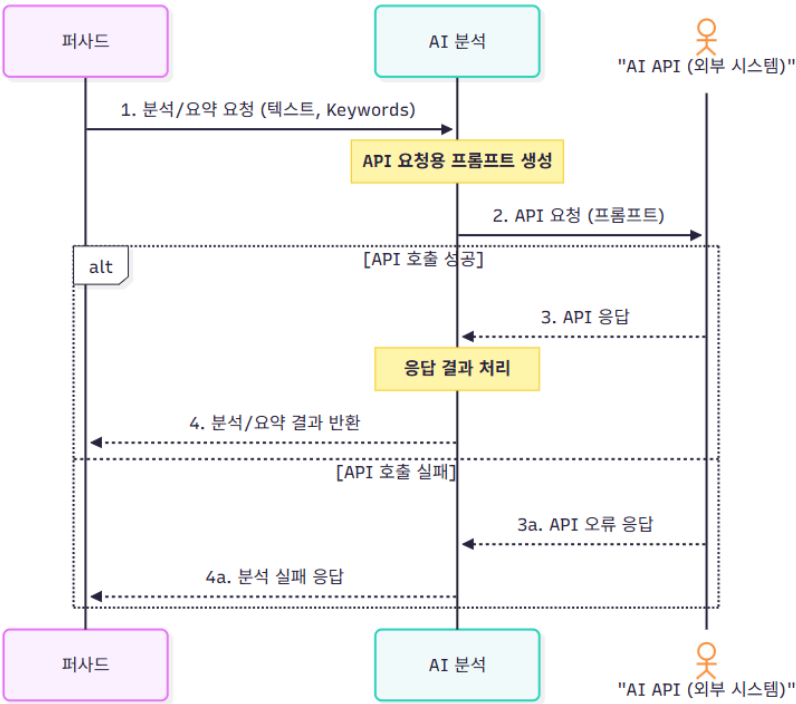 퍼사드
AI 분석
"AI API (외부 시스템)"
1. 분석/요약 요청 (텍스트, Keywords)
API 요청용 프롬프트 생성
2. API 요청 (프롬프트)
alt
[API 호출 성공]
3. API 응답
응답 결과 처리
4. 분석/요약 결과 반환
[API 호출 실패]
3a. API 오류 응답
4a. 분석 실패 응답
퍼사드
AI 분석
"AI API (외부 시스템)"